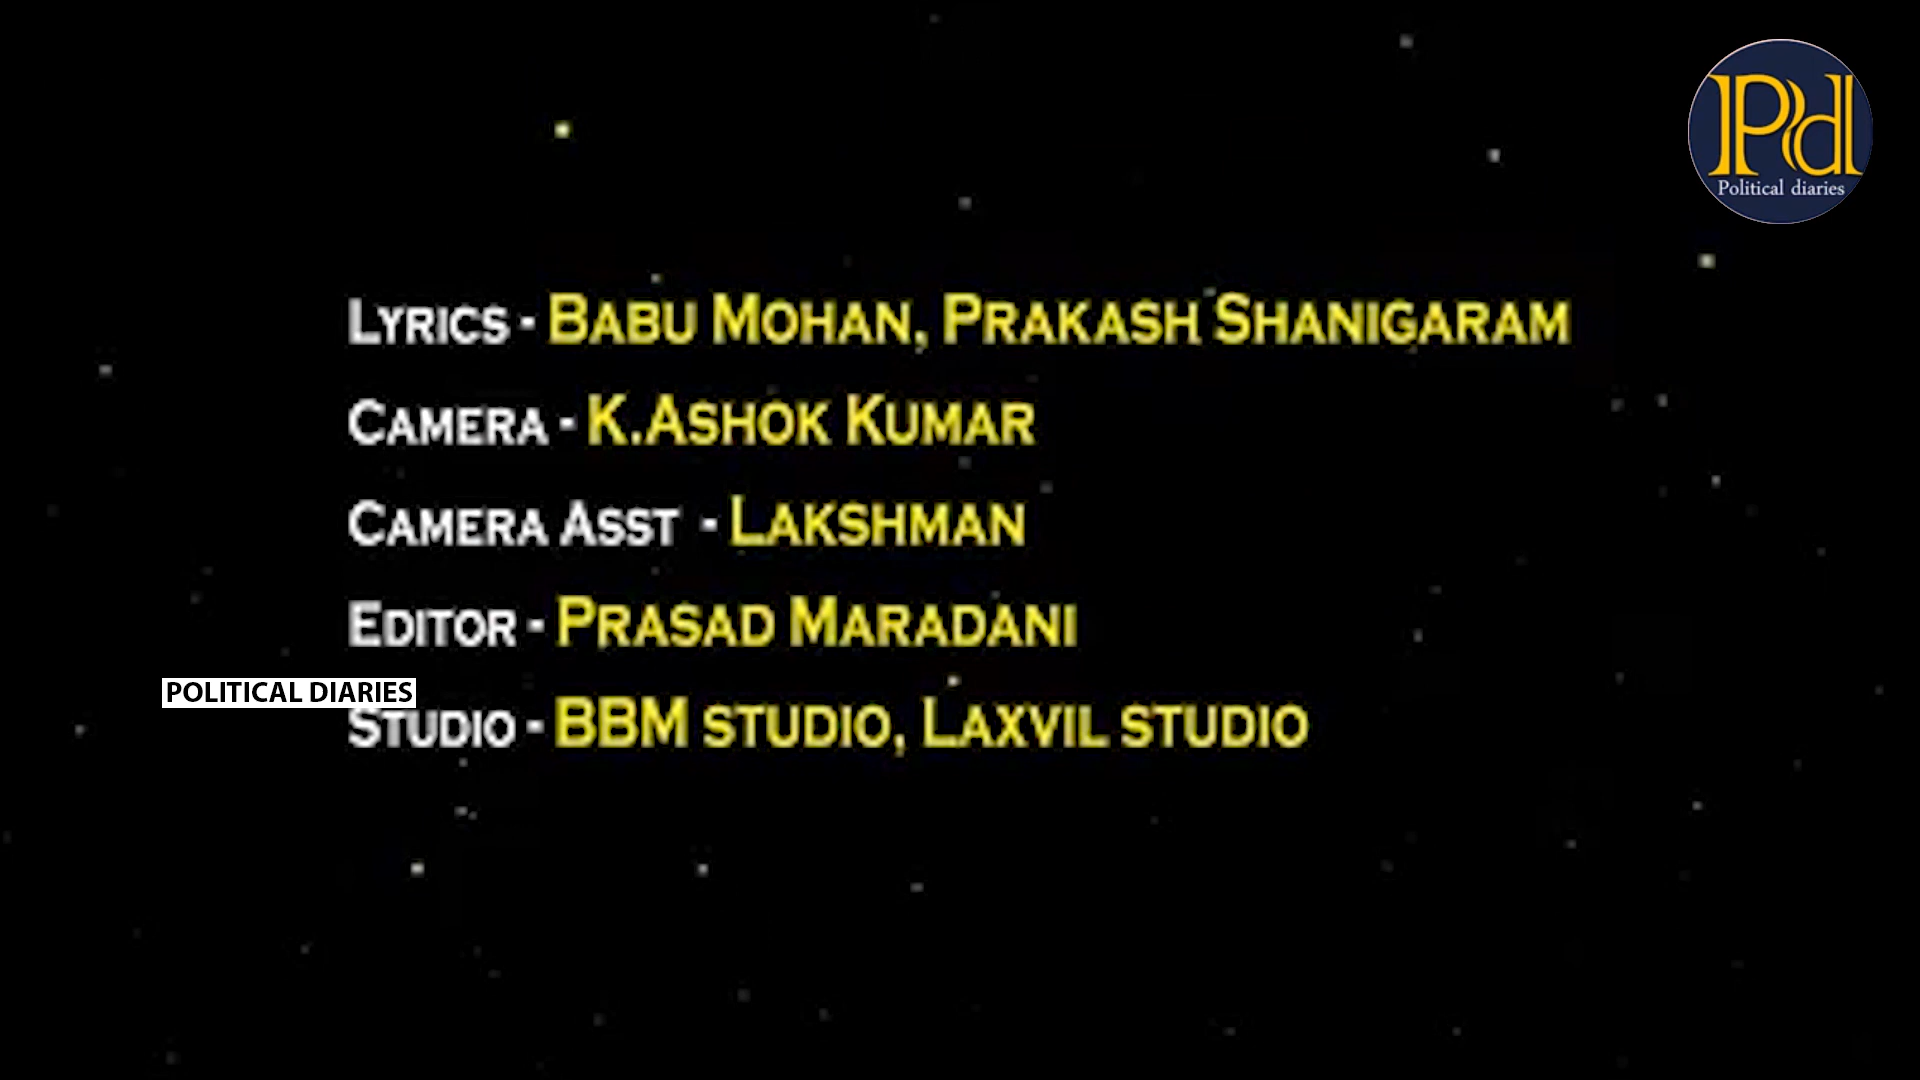 Pd
Political diaries
Lyrics - Babu Mohan, Prakash Shanigaram
Camera - K.Ashok Kumar
Camera Asst - Lakshman
Editor - Prasad Maradani
POLITICAL DIARIES
Studio - BBM studio, Laxvil studio